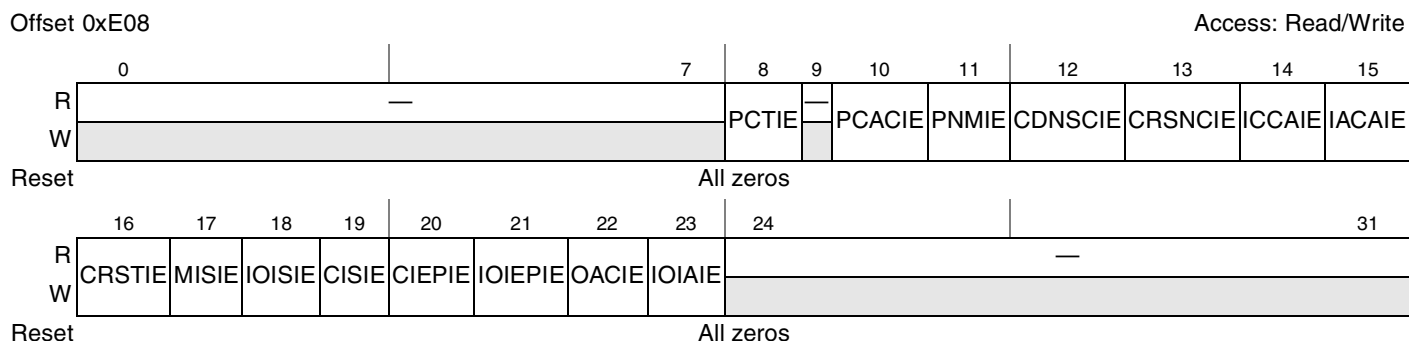 Offset 0xE08 Access: Read/Write
0 7 8 9 10 11 12 13 14 15
R — — 
PCTIE PCACIE PNMIE CDNSCIE CRSNCIE ICCAIE IACAIE
W
Reset All zeros
16 17 18 19 20 21 22 23 24 31
R —
CRSTIE MISIE IOISIE CISIE CIEPIE IOIEPIE OACIE IOIAIE
W
Reset All zeros